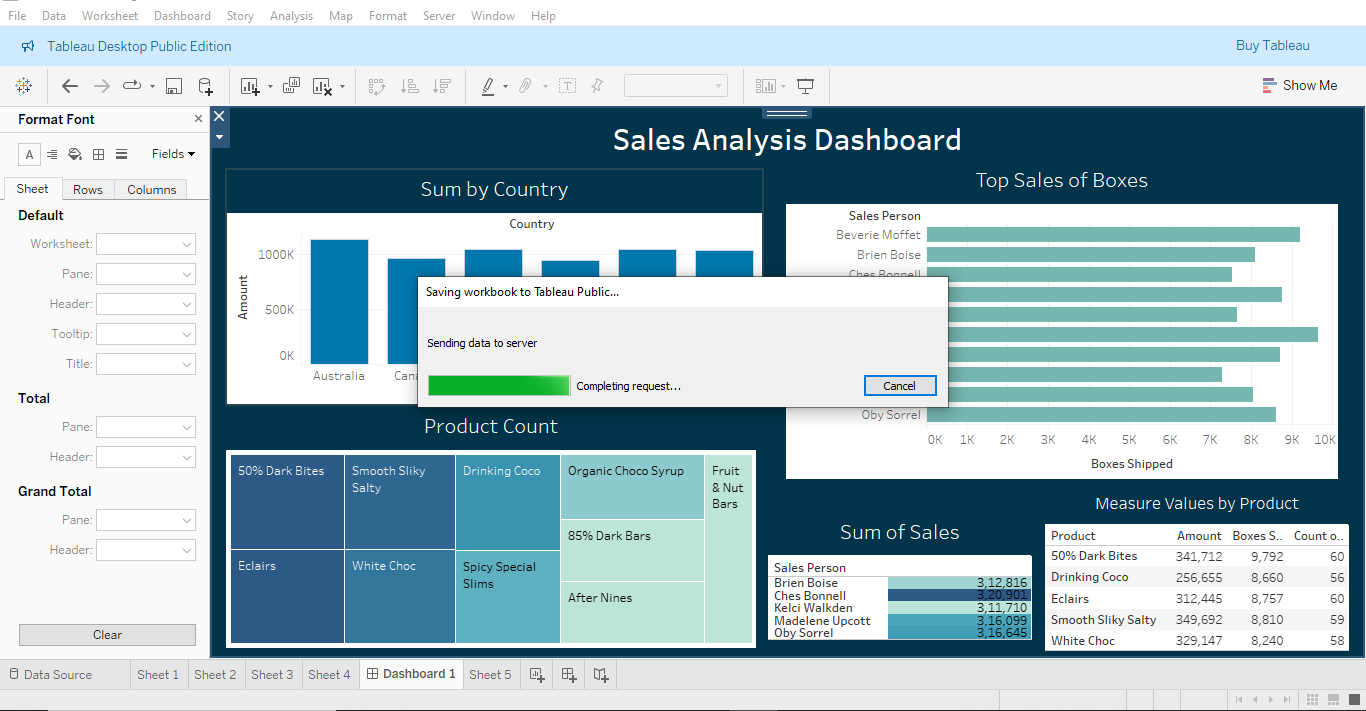 File Data Worksheet Dashboard Story Analysis Map Format Server Window Help
Tableau Desktop Public Edition
Buy Tableau
Show Me
Format Font
A
Fields
Sheet Rows Columns
Default
Worksheet:
Pane:
Header:
Tooltip:
Title:
Total
Pane:
Header:
Grand Total
Pane:
Header:
Clear
Sales Analysis Dashboard
Sum by Country
Country
Amount
1000K
500K
0K
Australia
Top Sales of Boxes
Sales Person
Beverie Moffet
Brien Boise
Ches Bonnell
Oby Sorrel
0K 1K 2K 3K 4K 5K 6K 7K 8K 9K 10K
Boxes Shipped
Saving workbook to Tableau Public...
Sending data to server
Completing request...
Cancel
Product Count
50% Dark Bites
Smooth Sliky
Salty
Drinking Coco
Organic Choco Syrup
Fruit
& Nut
Bars
85% Dark Bars
Eclairs
White Choc
Spicy Special
Slims
After Nines
Sum of Sales
Sales Person
Brien Boise 3,12,816
Ches Bonnell 3,20,901
Kelci Walkden 3,11,710
Madelene Upcott 3,16,099
Oby Sorrel 3,16,645
Measure Values by Product
Product Amount Boxes S.. Count o..
50% Dark Bites 341,712 9,792 60
Drinking Coco 256,655 8,660 56
Eclairs 312,445 8,757 60
Smooth Sliky Salty 349,692 8,810 59
White Choc 329,147 8,240 58
Data Source Sheet 1 Sheet 2 Sheet 3 Sheet 4 Dashboard 1 Sheet 5